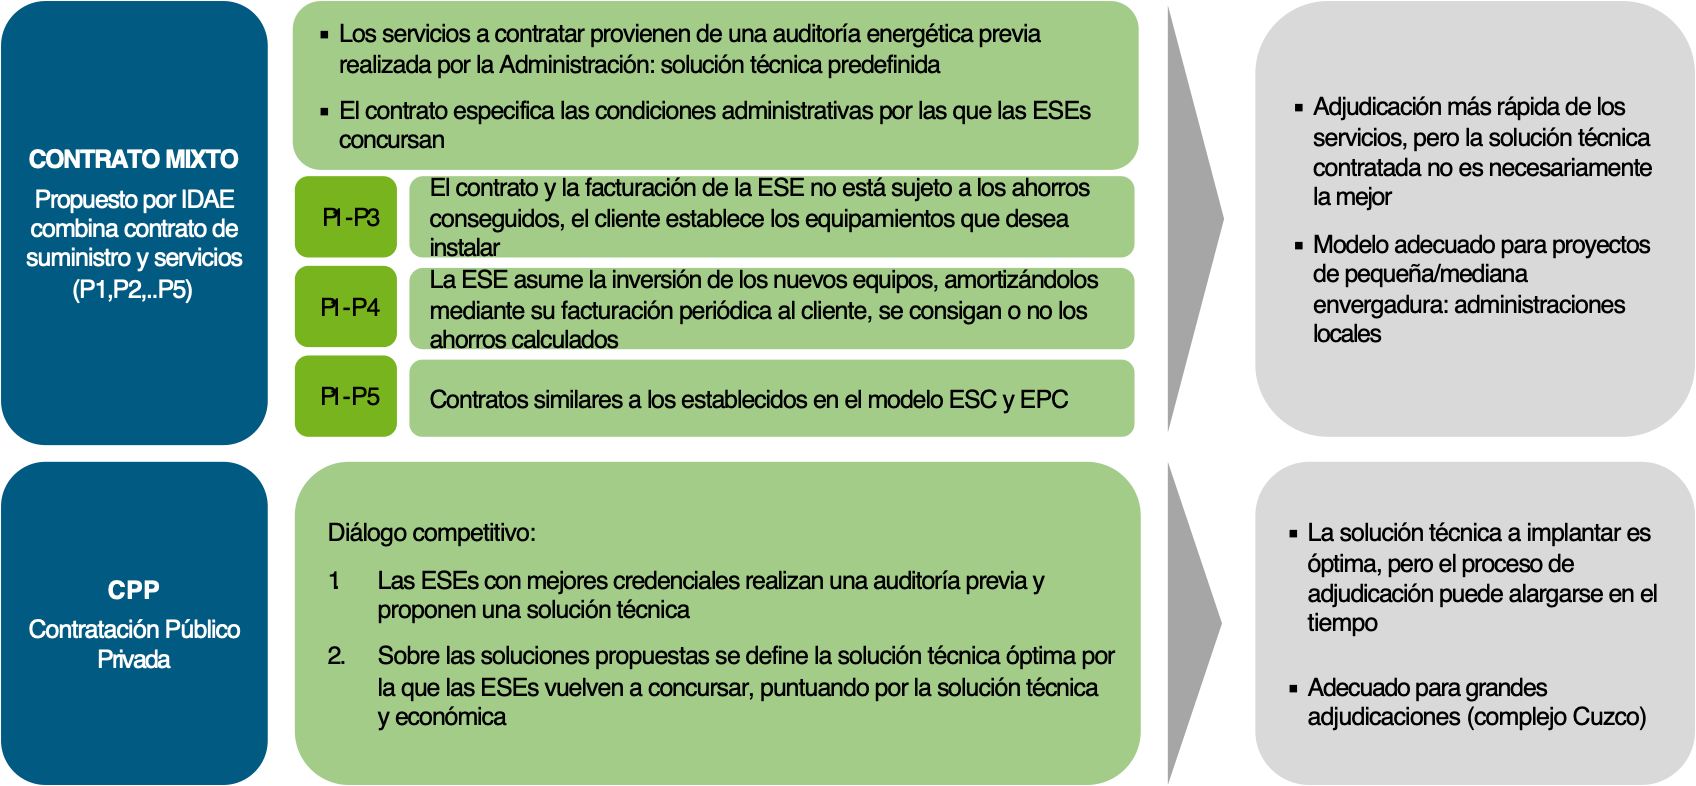 CONTRATO MIXTO
Propuesto por IDAE
combina contrato de
suministro y servicios
(P1,P2,..P5)
▪ Los servicios a contratar provienen de una auditoría energética previa
realizada por la Administración: solución técnica predefinida
▪ El contrato especifica las condiciones administrativas por las que las ESEs
concursan
P1-P3
El contrato y la facturación de la ESE no está sujeto a los ahorros
conseguidos, el cliente establece los equipamientos que desea
instalar
P1-P4
La ESE asume la inversión de los nuevos equipos, amortizándolos
mediante su facturación periódica al cliente, se consigan o no los
ahorros calculados
P1-P5
Contratos similares a los establecidos en el modelo ESC y EPC
▪ Adjudicación más rápida de los
servicios, pero la solución técnica
contratada no es necesariamente
la mejor
▪ Modelo adecuado para proyectos
de pequeña/mediana
envergadura: administraciones
locales
CPP
Contratación Público
Privada
Diálogo competitivo:
1 Las ESEs con mejores credenciales realizan una auditoría previa y
proponen una solución técnica
2. Sobre las soluciones propuestas se define la solución técnica óptima por
la que las ESEs vuelven a concursar, puntuando por la solución técnica
y económica
▪ La solución técnica a implantar es
óptima, pero el proceso de
adjudicación puede alargarse en el
tiempo
▪ Adecuado para grandes
adjudicaciones (complejo Cuzco)